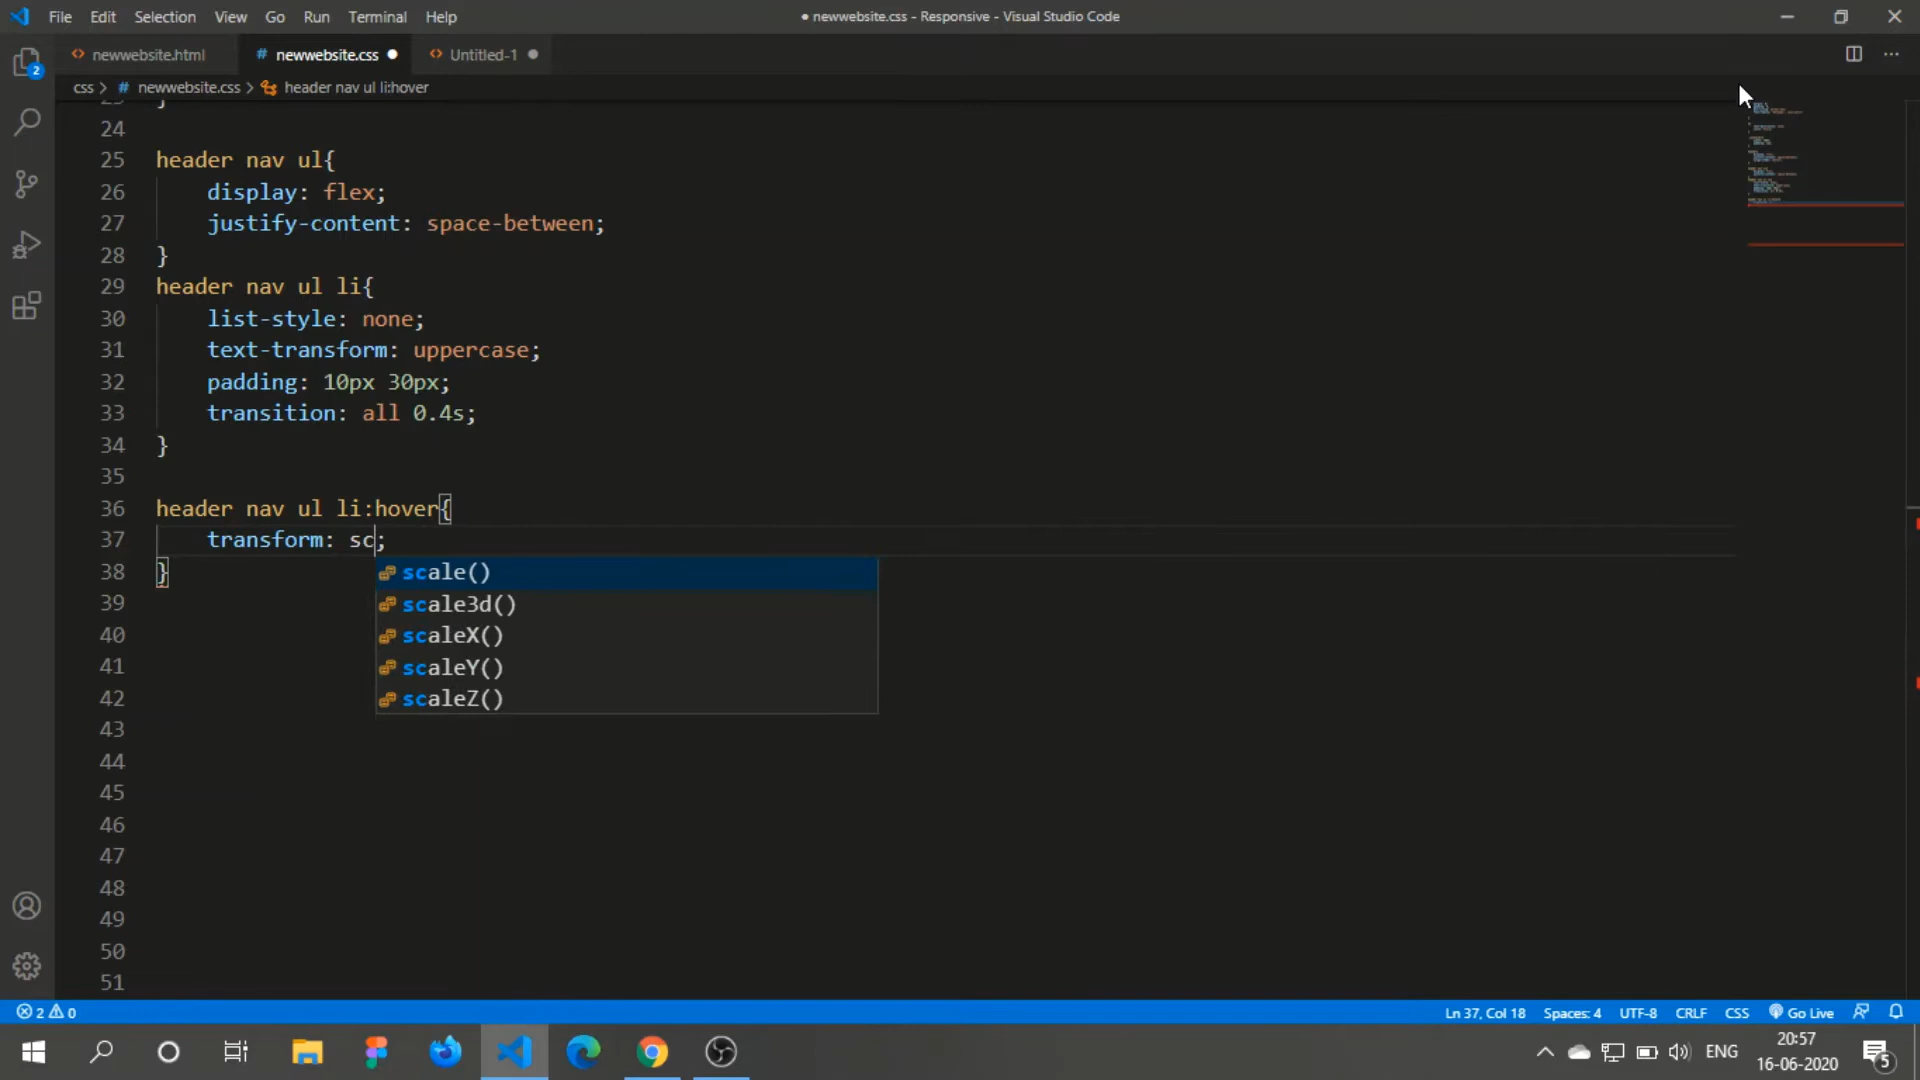 File Edit Selection View Go Run Terminal Help
● newwebsite.css - Responsive - Visual Studio Code
newwebsite.html
# newwebsite.css ●
Untitled-1 ●
css > # newwebsite.css > header nav ul li:hover
24
25 header nav ul{
26 display: flex;
27 justify-content: space-between;
28 }
29 header nav ul li{
30 list-style: none;
31 text-transform: uppercase;
32 padding: 10px 30px;
33 transition: all 0.4s;
34 }
35
36 header nav ul li:hover{
37 transform: sc;
38 }
scale()
scale3d()
scaleX()
scaleY()
scaleZ()
39
40
41
42
43
44
45
46
47
48
49
50
51
2
2 0
Ln 37, Col 18 Spaces: 4 UTF-8 CRLF CSS Go Live
ENG
20:57
16-06-2020
5